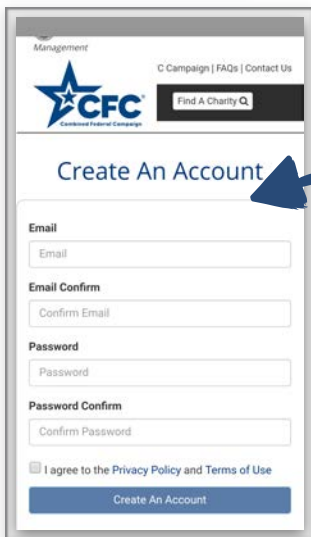 Management
C Campaign | FAQs | Contact Us
CFC
Combined Federal Campaign
Find A Charity
Create An Account
Email
Email
Email Confirm
Confirm Email
Password
Password
Password Confirm
Confirm Password
I agree to the Privacy Policy and Terms of Use
Create An Account